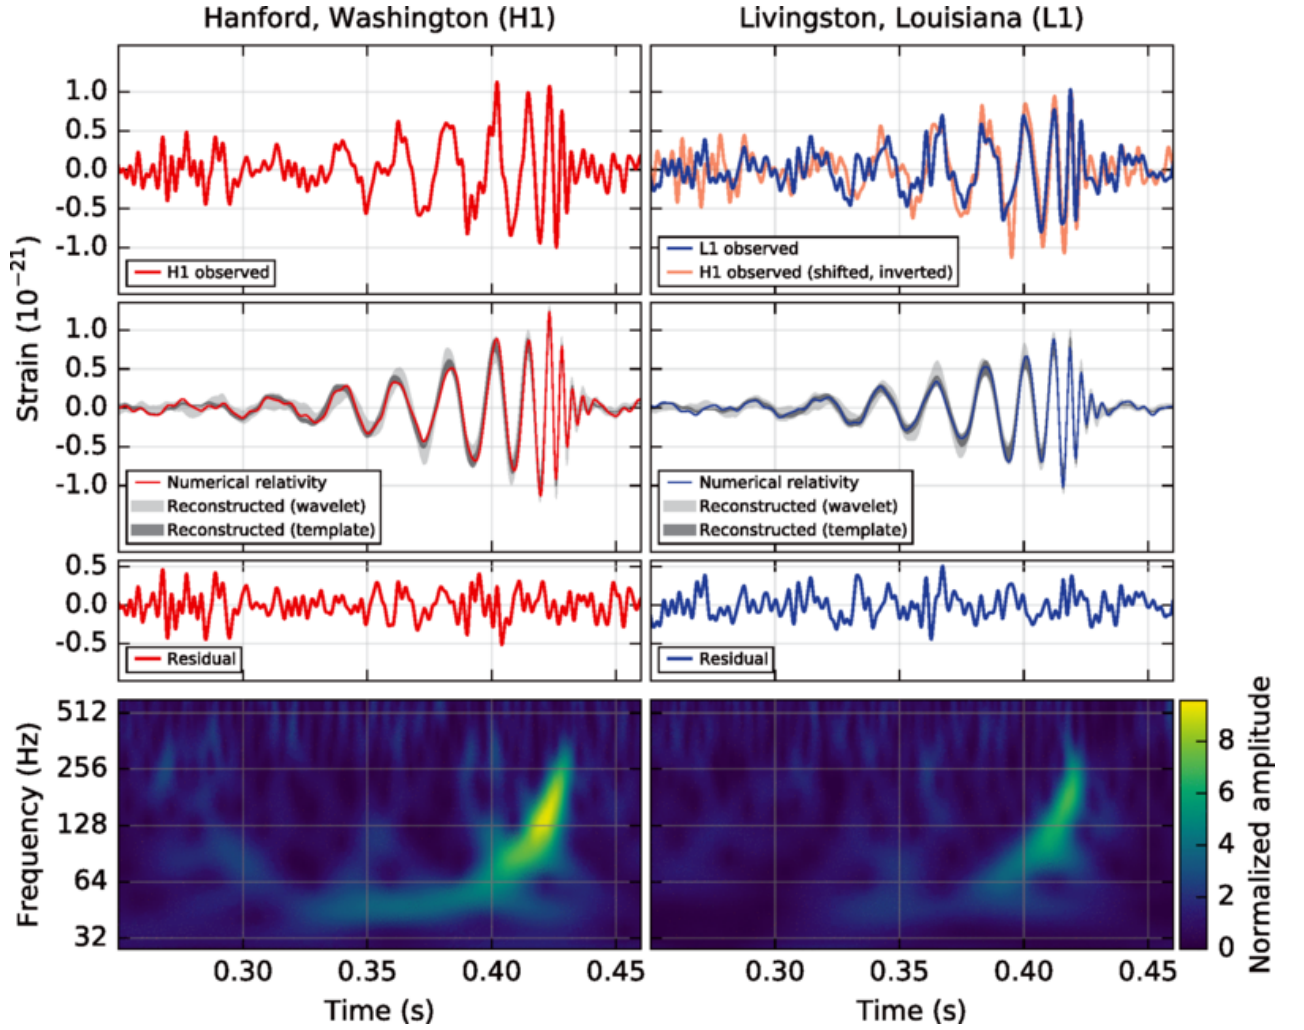 Hanford, Washington (H1)
Livingston, Louisiana (L1)
Strain (10⁻²¹)
1.0
0.5
0.0
-0.5
-1.0
H1 observed
L1 observed
H1 observed (shifted, inverted)
1.0
0.5
0.0
-0.5
-1.0
Numerical relativity
Reconstructed (wavelet)
Reconstructed (template)
Numerical relativity
Reconstructed (wavelet)
Reconstructed (template)
0.5
0.0
-0.5
Residual
Residual
Frequency (Hz)
512
256
128
64
32
0.30
0.35
0.40
0.45
Time (s)
0.30
0.35
0.40
0.45
Time (s)
8
6
4
2
0
Normalized amplitude